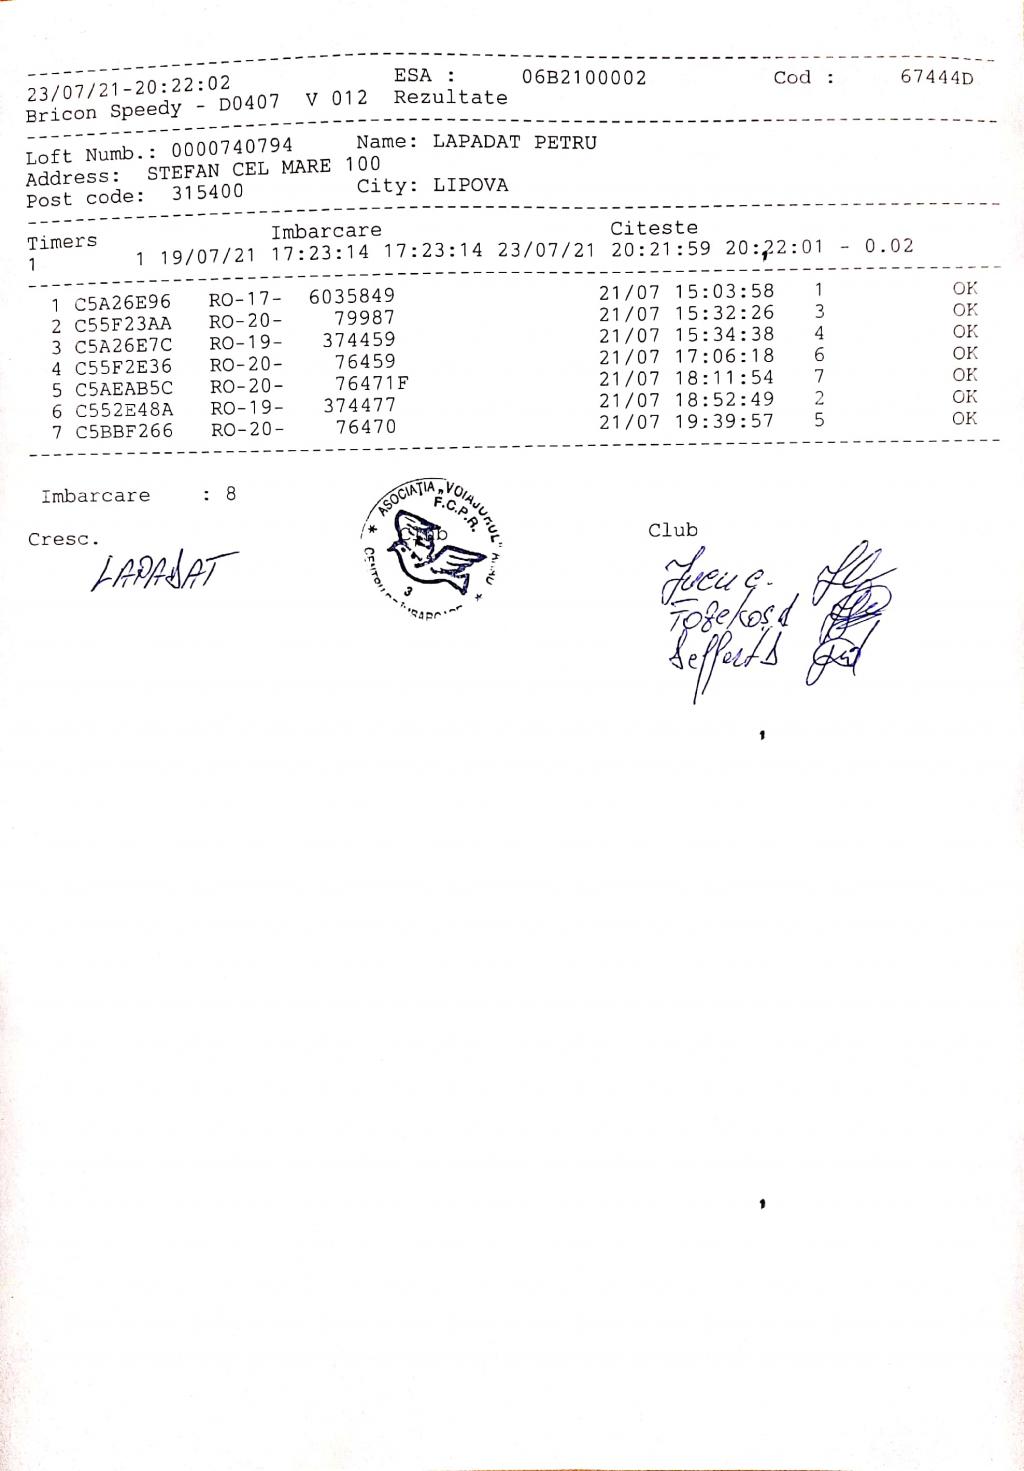 23/07/21-20:22:02 ESA : 06B2100002 Cod : 67444D
Bricon Speedy - D0407 V 012 Rezultate
Loft Numb.: 0000740794 Name: LAPADAT PETRU
Address: STEFAN CEL MARE 100
Post code: 315400 City: LIPOVA
Timers Imbarcare Citeste
1 1 19/07/21 17:23:14 17:23:14 23/07/21 20:21:59 20:22:01 - 0.02
1 C5A26E96 RO-17- 6035849 21/07 15:03:58 1 OK
2 C55F23AA RO-20- 79987 21/07 15:32:26 3 OK
3 C5A26E7C RO-19- 374459 21/07 15:34:38 4 OK
4 C55F2E36 RO-20- 76459 21/07 17:06:18 6 OK
5 C5AEAB5C RO-20- 76471F 21/07 18:11:54 7 OK
6 C552E48A RO-19- 374477 21/07 18:52:49 2 OK
7 C5BBF266 RO-20- 76470 21/07 19:39:57 5 OK
Imbarcare : 8
ASOCIAȚIA „VOIAJORUL"
F.C.P.R.
Club
3
Cresc. Club
LAPADAT